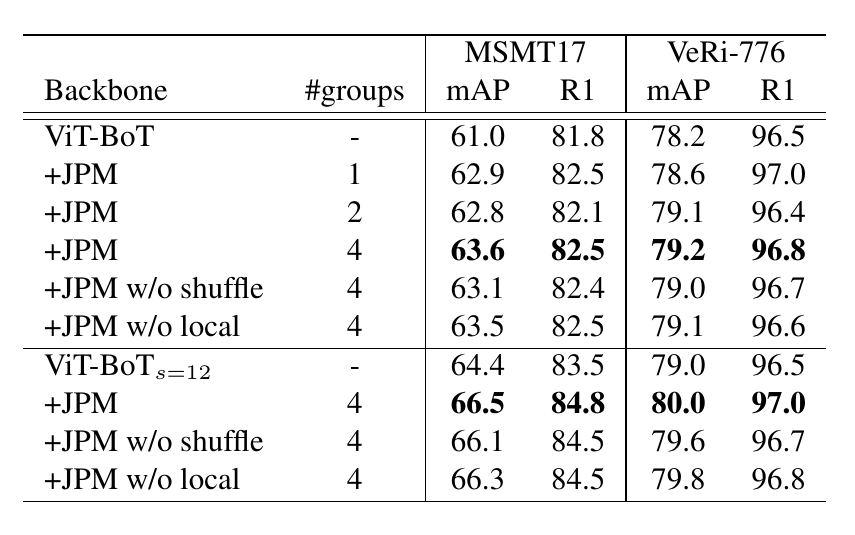 MSMT17 VeRi-776
Backbone #groups mAP R1 mAP R1
ViT-BoT - 61.0 81.8 78.2 96.5
+JPM 1 62.9 82.5 78.6 97.0
+JPM 2 62.8 82.1 79.1 96.4
+JPM 4 63.6 82.5 79.2 96.8
+JPM w/o shuffle 4 63.1 82.4 79.0 96.7
+JPM w/o local 4 63.5 82.5 79.1 96.6
ViT-BoTs=12 - 64.4 83.5 79.0 96.5
+JPM 4 66.5 84.8 80.0 97.0
+JPM w/o shuffle 4 66.1 84.5 79.6 96.7
+JPM w/o local 4 66.3 84.5 79.8 96.8